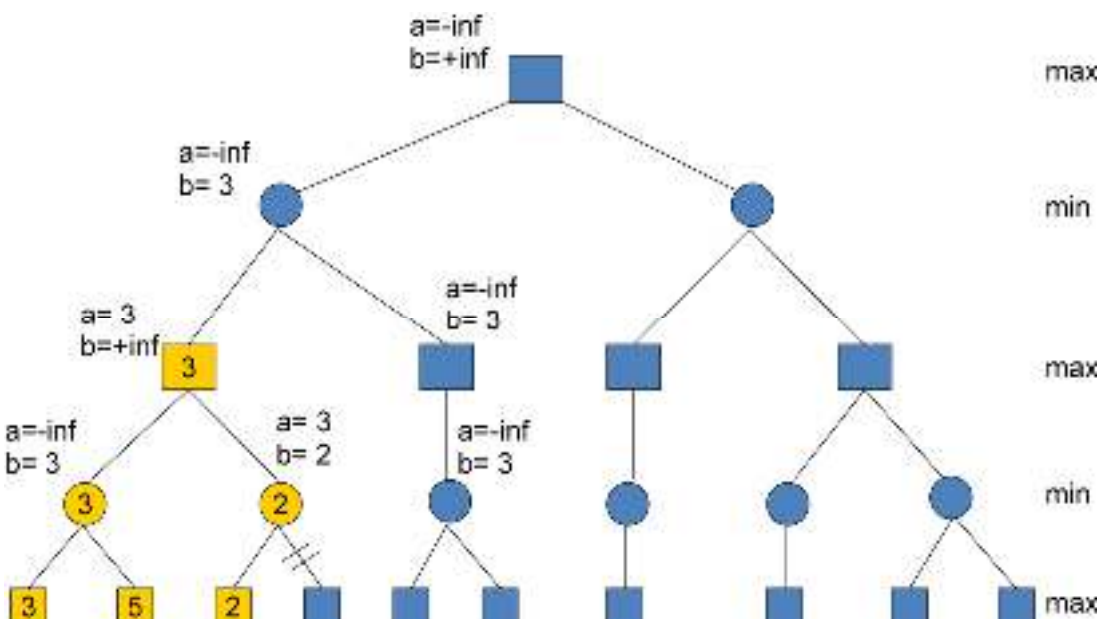 a=-inf
b=+inf
max
a=-inf
b= 3
min
a=-inf
b= 3
a= 3
b=+inf
3
max
a=-inf
b= 3
a= 3
b= 2
a=-inf
b= 3
3
2
min
3
5
2
max